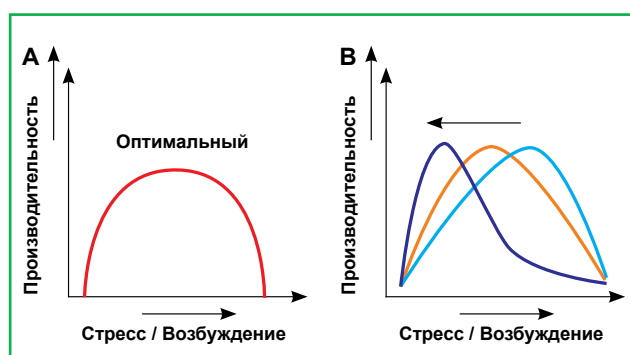 A
Производительность
Оптимальный
Стресс / Возбуждение
B
Производительность
Стресс / Возбуждение